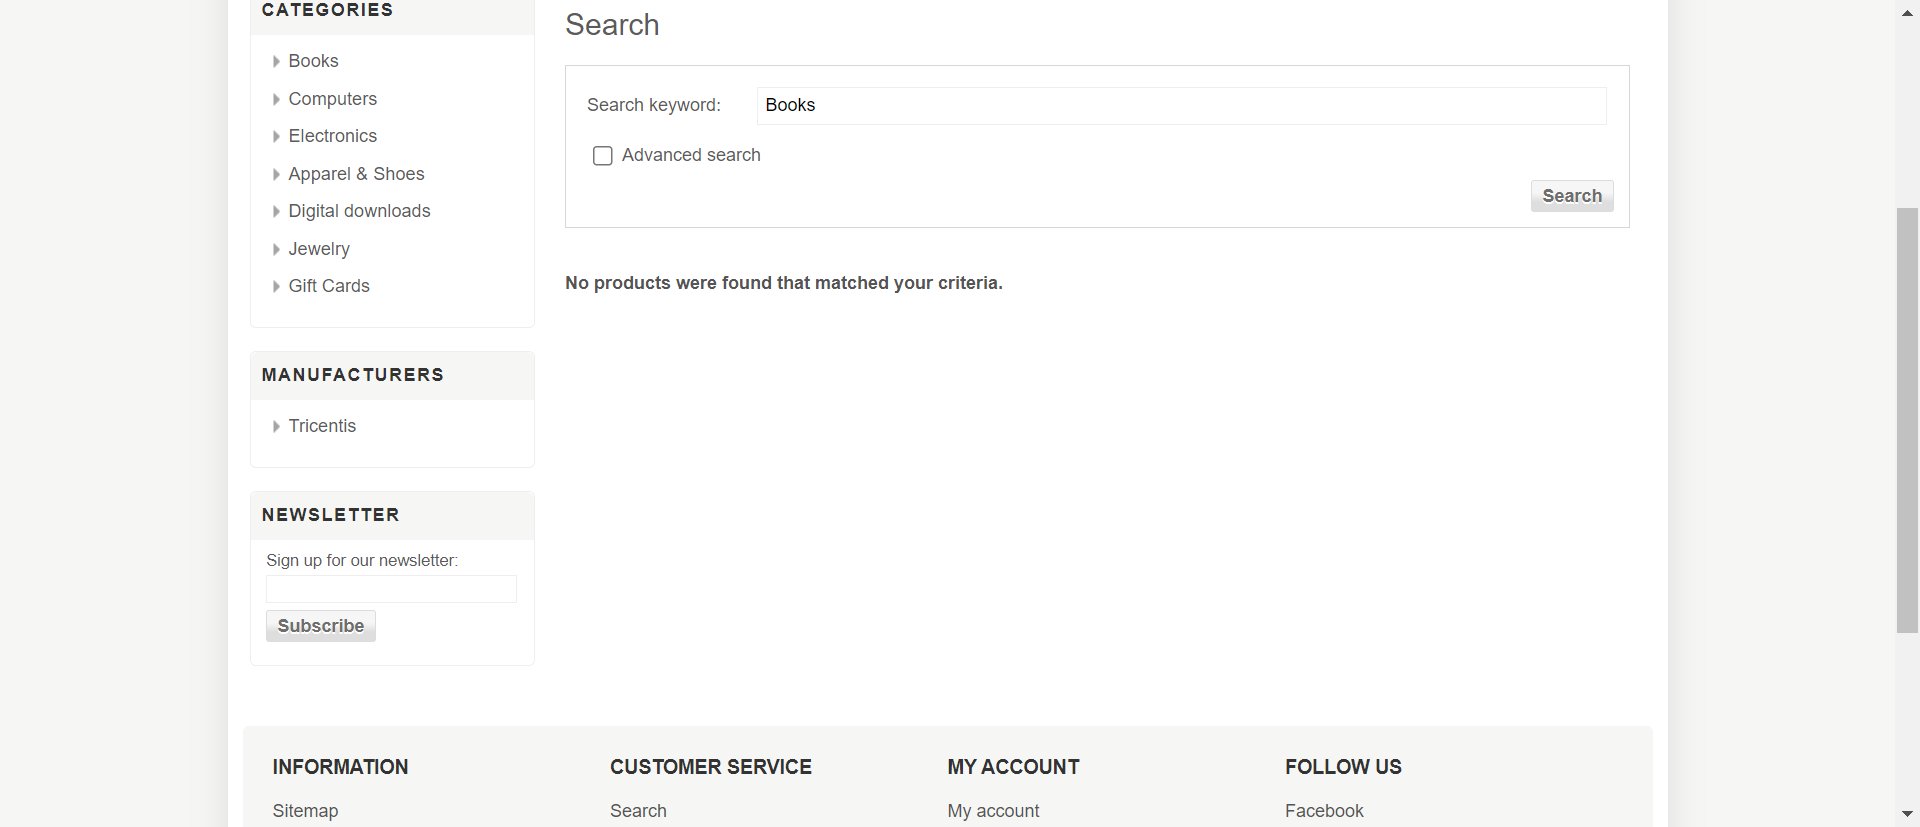 CATEGORIES
Books
Computers
Electronics
Apparel & Shoes
Digital downloads
Jewelry
Gift Cards
MANUFACTURERS
Tricentis
NEWSLETTER
Sign up for our newsletter:
Subscribe
Search
Search keyword: Books
Advanced search
Search
No products were found that matched your criteria.
INFORMATION
Sitemap
CUSTOMER SERVICE
Search
MY ACCOUNT
My account
FOLLOW US
Facebook